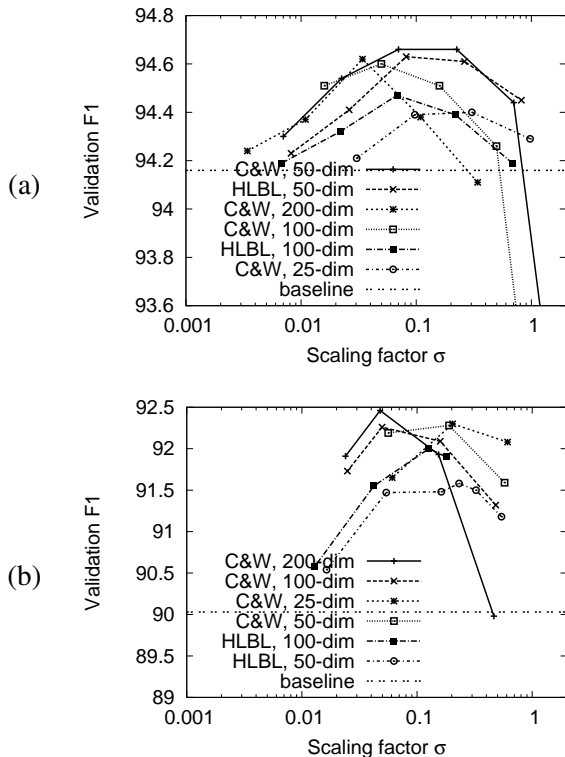 94.8
94.6
94.4
94.2
94
93.8
93.6
Validation F1
(a)
C&W, 50-dim
HLBL, 50-dim
C&W, 200-dim
C&W, 100-dim
HLBL, 100-dim
C&W, 25-dim
baseline
0.001 0.01 0.1 1
Scaling factor σ
92.5
92
91.5
91
90.5
90
89.5
89
Validation F1
(b)
C&W, 200-dim
C&W, 100-dim
C&W, 25-dim
C&W, 50-dim
HLBL, 100-dim
HLBL, 50-dim
baseline
0.001 0.01 0.1 1
Scaling factor σ